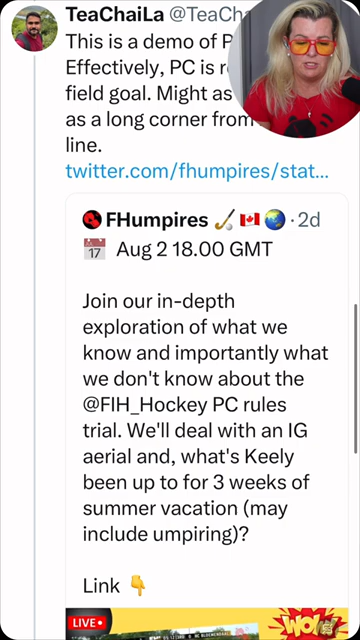 TeaChaiLa @TeaCh
This is a demo of P
Effectively, PC is r
field goal. Might as
as a long corner from
line.
twitter.com/fhumpires/stat...
FHumpires 🏑 🇨🇦 🌏 · 2d
📅 Aug 2 18.00 GMT
Join our in-depth
exploration of what we
know and importantly what
we don't know about the
@FIH_Hockey PC rules
trial. We'll deal with an IG
aerial and, what's Keely
been up to for 3 weeks of
summer vacation (may
include umpiring)?
Link 👇
LIVE
WOW